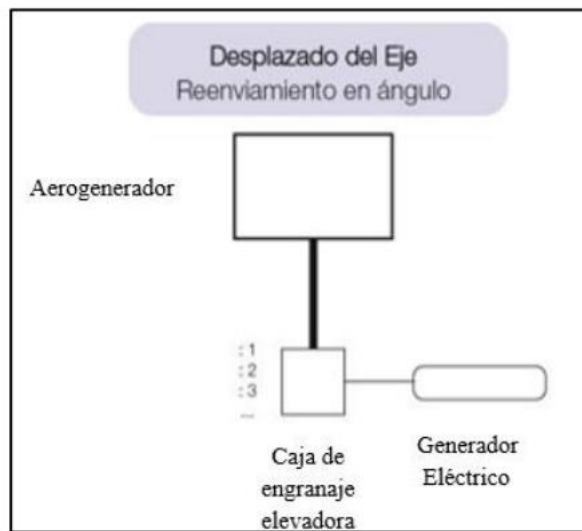 Desplazado del Eje
Reenviamiento en ángulo
Aerogenerador
: 1
: 2
: 3
...
Caja de
engranaje
elevadora
Generador
Eléctrico